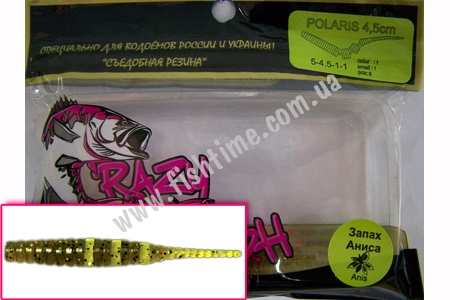 POLARIS 4,5cm
5-4.5-1-1
color : 1
smell : 1
pcs: 8
СПЕЦИАЛЬНО ДЛЯ ВОДОЁМОВ РОССИИ И УКРАИНЫ!
"СЪЕДОБНАЯ РЕЗИНА"
www.fishtime.com.ua
CRAZY
Запах
Аниса
Anis